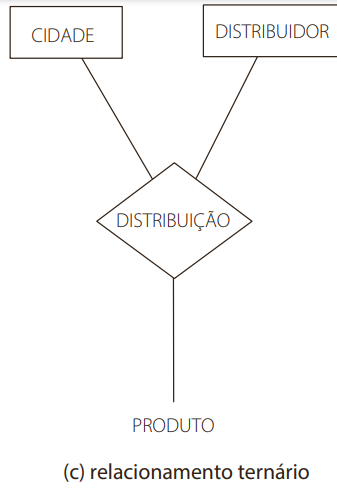 CIDADE
DISTRIBUIDOR
DISTRIBUIÇÃO
PRODUTO
(c) relacionamento ternário